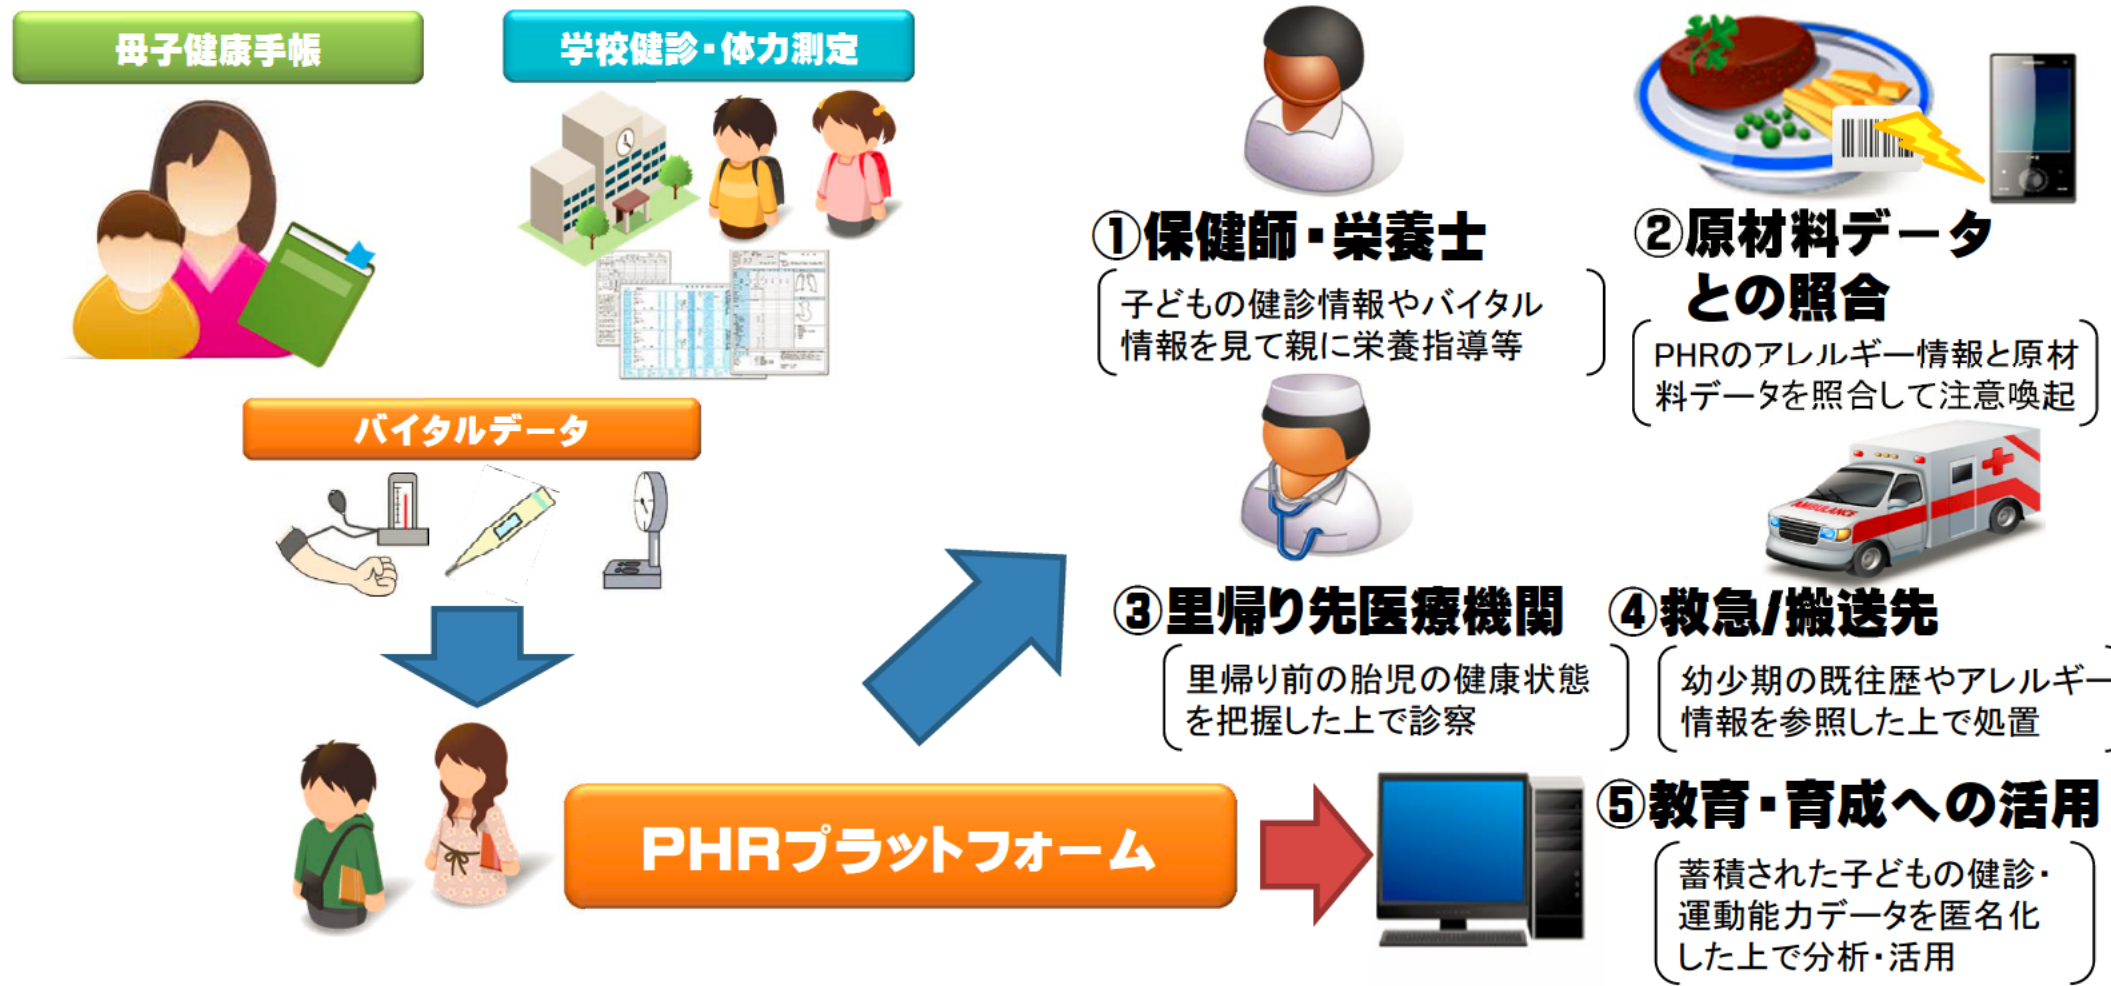 母子健康手帳
学校健診・体力測定
バイタルデータ
PHRプラットフォーム
①保健師・栄養士
子どもの健診情報やバイタル
情報を見て親に栄養指導等
②原材料データ
との照合
PHRのアレルギー情報と原材
料データを照合して注意喚起
③里帰り先医療機関
里帰り前の胎児の健康状態
を把握した上で診察
AMBULANCE
④救急/搬送先
幼少期の既往歴やアレルギー
情報を参照した上で処置
⑤教育・育成への活用
蓄積された子どもの健診・
運動能力データを匿名化
した上で分析・活用